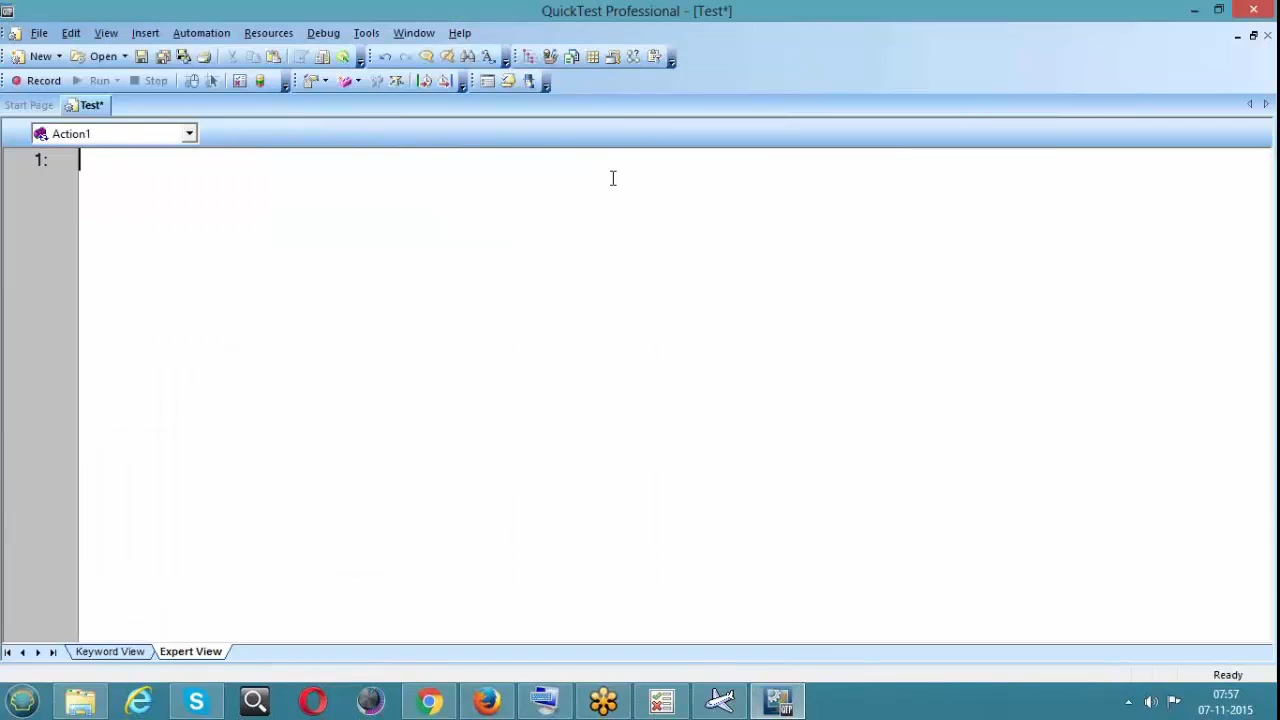 QuickTest Professional - [Test*]
File Edit View Insert Automation Resources Debug Tools Window Help
New Open
Record Run Stop
Start Page Test*
Action1
1:
Keyword View Expert View
Ready
07:57
07-11-2015